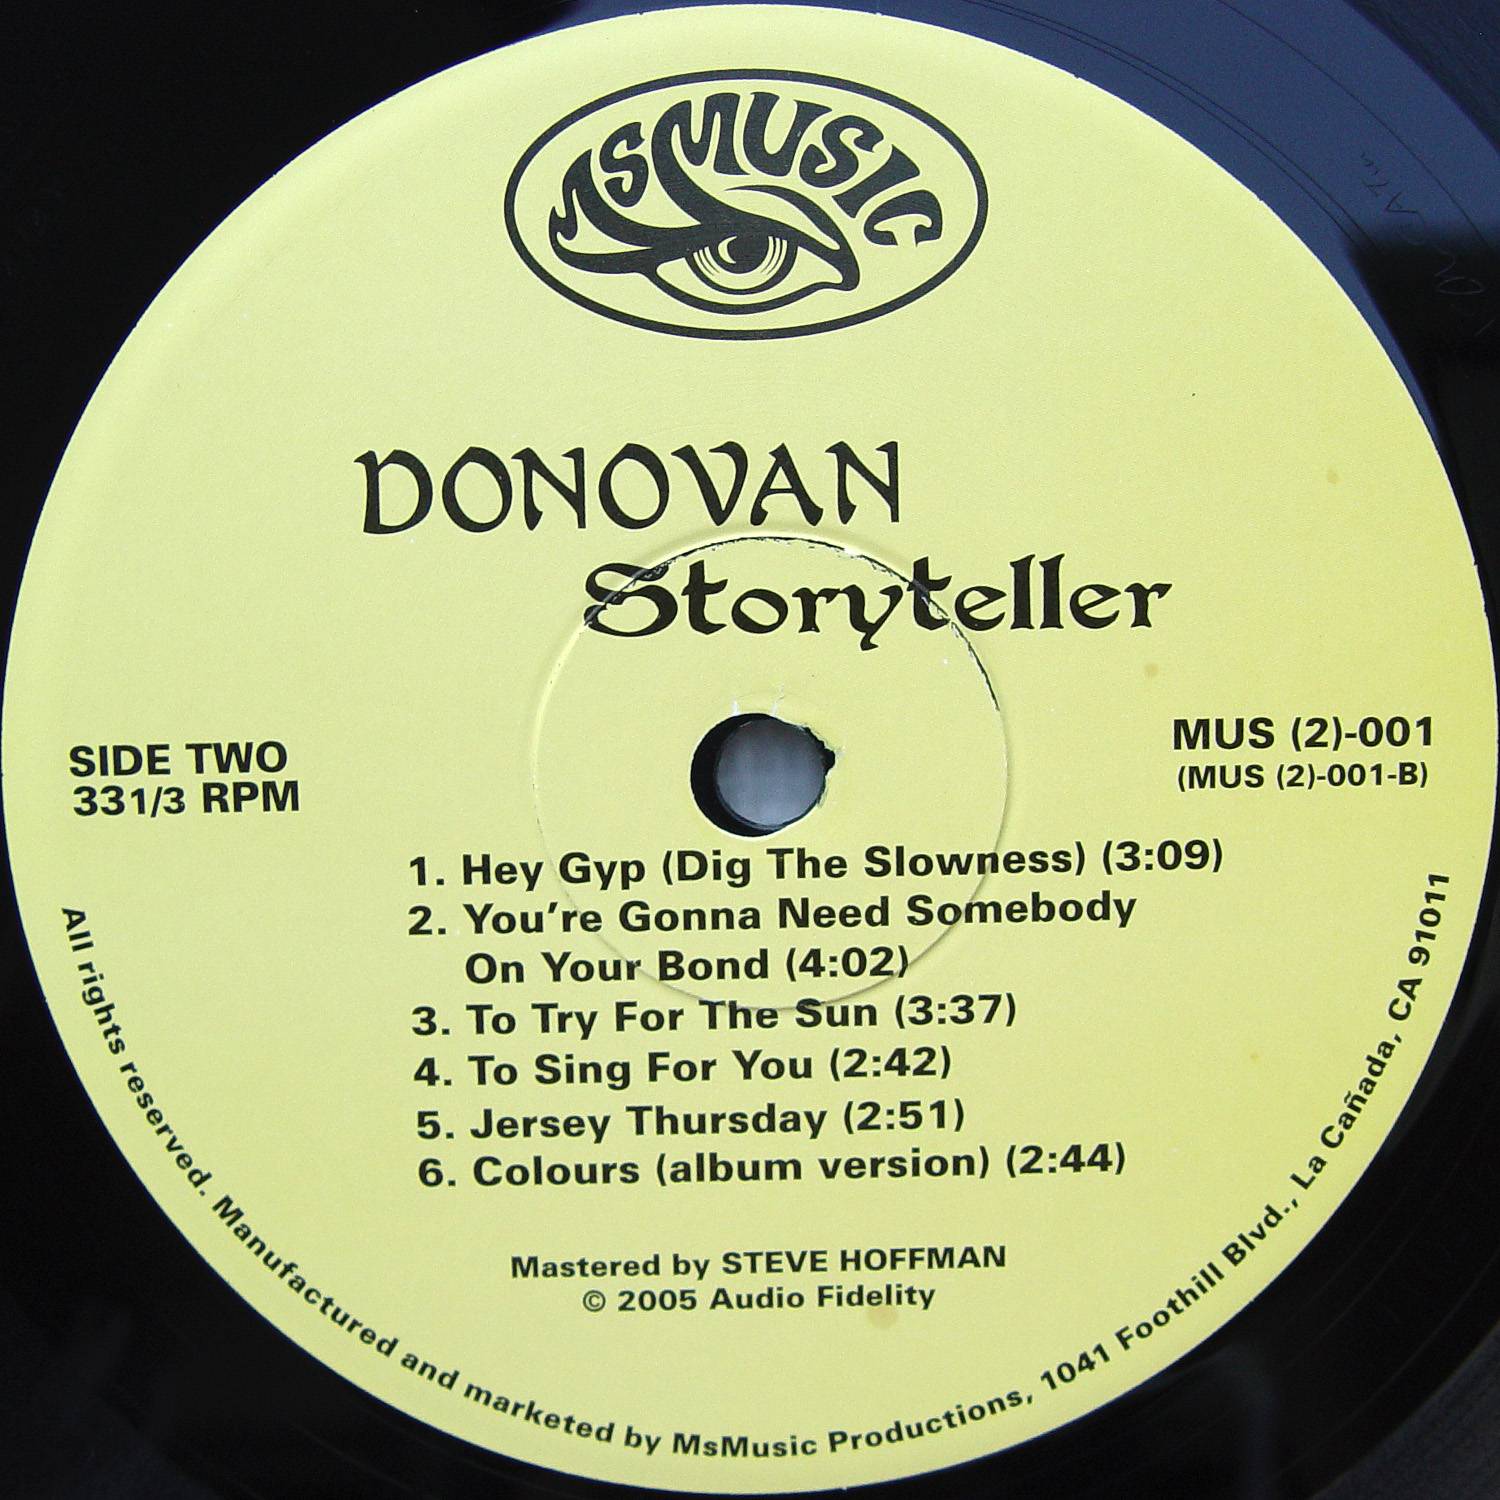 MSMUSIC
DONOVAN
Storyteller
SIDE TWO
33 1/3 RPM
MUS (2)-001
(MUS (2)-001-B)
1. Hey Gyp (Dig The Slowness) (3:09)
2. You're Gonna Need Somebody
On Your Bond (4:02)
3. To Try For The Sun (3:37)
4. To Sing For You (2:42)
5. Jersey Thursday (2:51)
6. Colours (album version) (2:44)
Mastered by STEVE HOFFMAN
© 2005 Audio Fidelity
All rights reserved. Manufactured and marketed by MsMusic Productions, 1041 Foothill Blvd., La Cañada, CA 91011